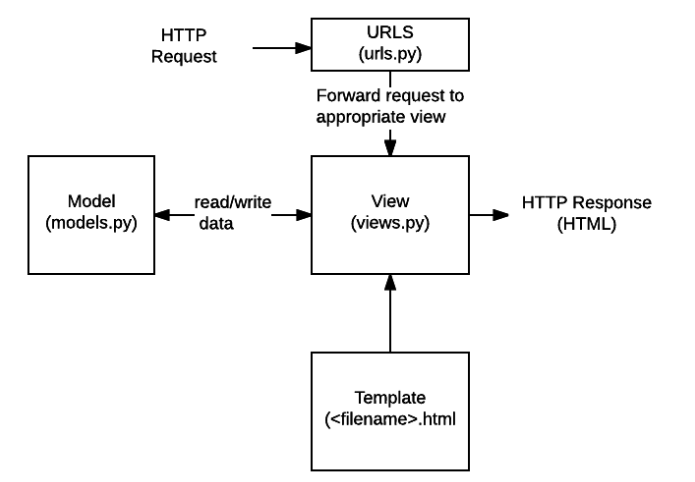 HTTP
Request
URLS
(urls.py)
Forward request to
appropriate view
Model
(models.py)
read/write
data
View
(views.py)
HTTP Response
(HTML)
Template
(<filename>.html